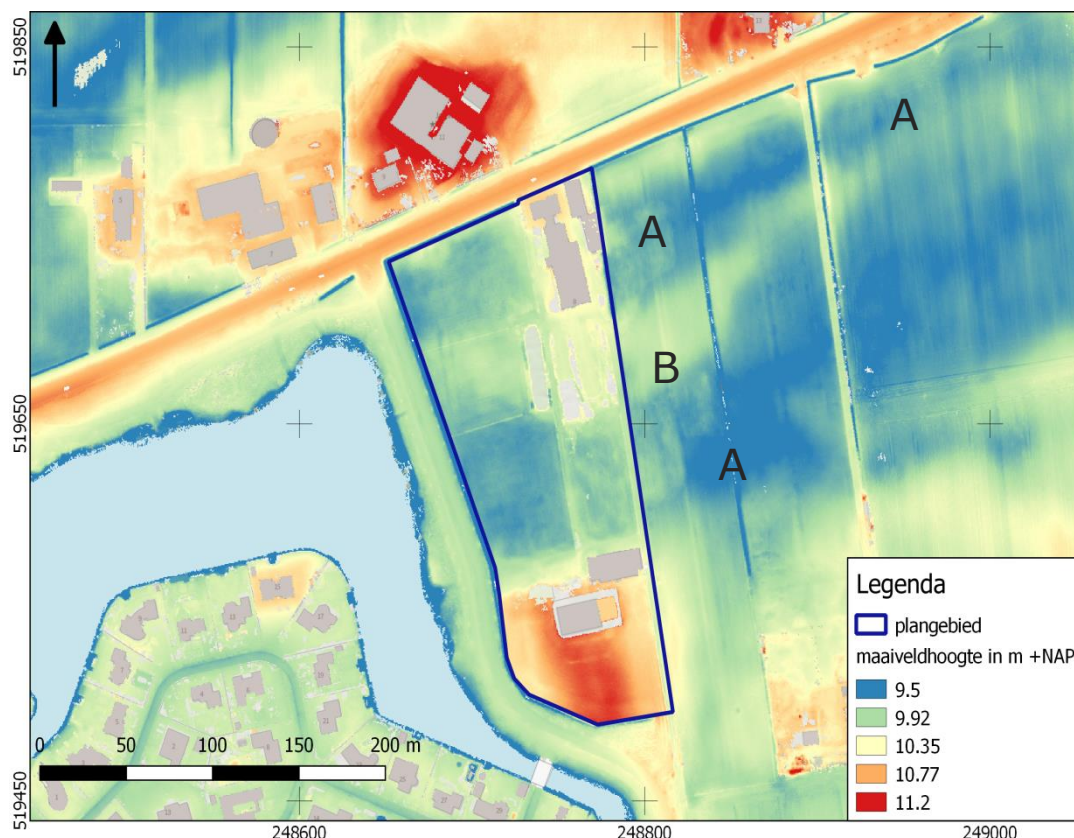 519850
A
A
B
519650
A
Legenda
plangebied
maaiveldhoogte in m +NAP
9.5
9.92
10.35
10.77
11.2
0 50 100 150 200 m
519450
248600 248800 249000